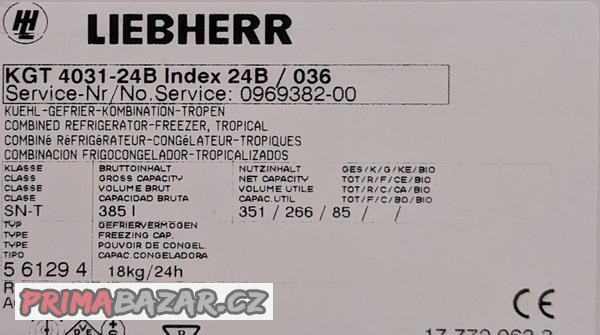 LIEBHERR
KGT 4031-24B Index 24B / 036
Service-Nr/No.Service: 0969382-00
KUEHL-GEFRIER-KOMBINATION-TROPEN
COMBINED REFRIGERATOR-FREEZER, TROPICAL
COMBINÉ RÉFRIGÉRATEUR-CONGÉLATEUR-TROPIQUES
COMBINACION FRIGOCONGELADOR-TROPICALIZADOS
KLASSE BRUTTOINHALT NUTZINHALT GES/K/G/KE/BIO
CLASS GROSS CAPACITY NET CAPACITY TOT/R/F/CE/BIO
CLASSE VOLUME BRUT VOLUME UTILE TOT/R/C/CA/BIO
CLASE CAPACIDAD BRUTA CAPAC.UTIL TOT/F/C/BO/BIO
SN-T 385 l 351 / 266 / 85 / /
TYP GEFRIERVERMÖGEN
TYPE FREEZING CAP.
TYPE POUVOIR DE CONGEL.
TIPO CAPAC.CONGELADORA
5 6129 4 18kg/24h
PRIMABAZAR.CZ
CE